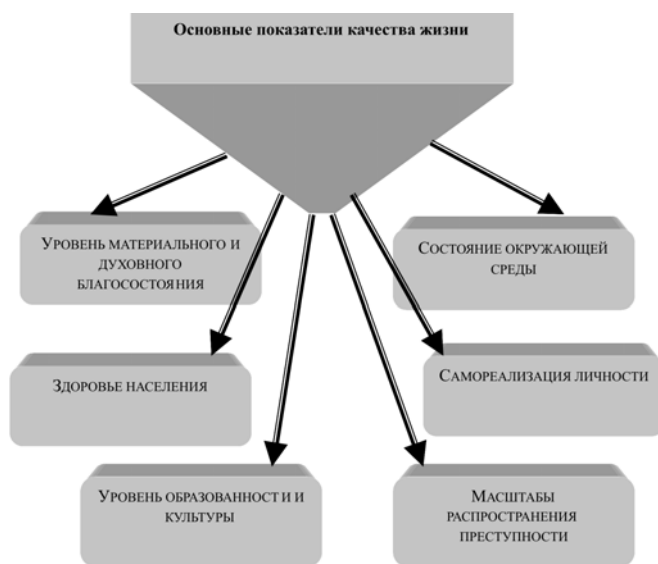 Основные показатели качества жизни
Уровень материального и
духовного
благосостояния
Состояние окружающей
среды
Здоровье населения
Самореализация личности
Уровень образованност и и
культуры
Масштабы
распространения
преступности